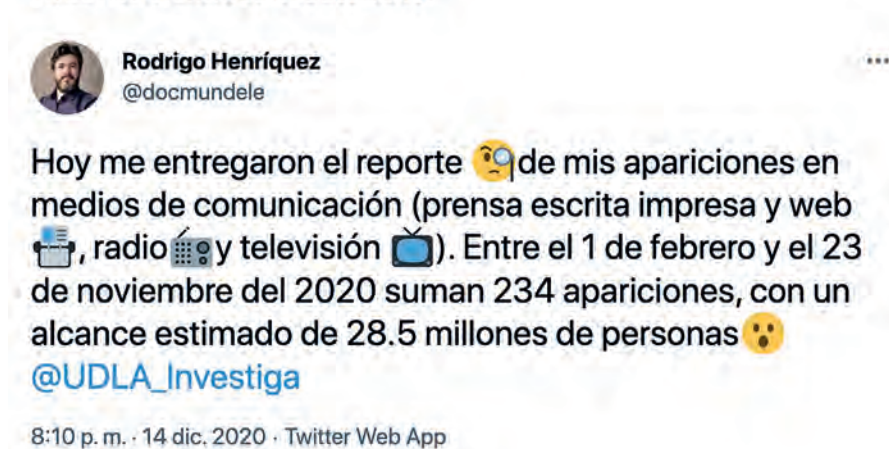 Rodrigo Henríquez
@docmundele
Hoy me entregaron el reporte 🧐de mis apariciones en
medios de comunicación (prensa escrita impresa y web
📠, radio📻y televisión 📺). Entre el 1 de febrero y el 23
de noviembre del 2020 suman 234 apariciones, con un
alcance estimado de 28.5 millones de personas😮
@UDLA_Investiga
8:10 p. m. · 14 dic. 2020 · Twitter Web App